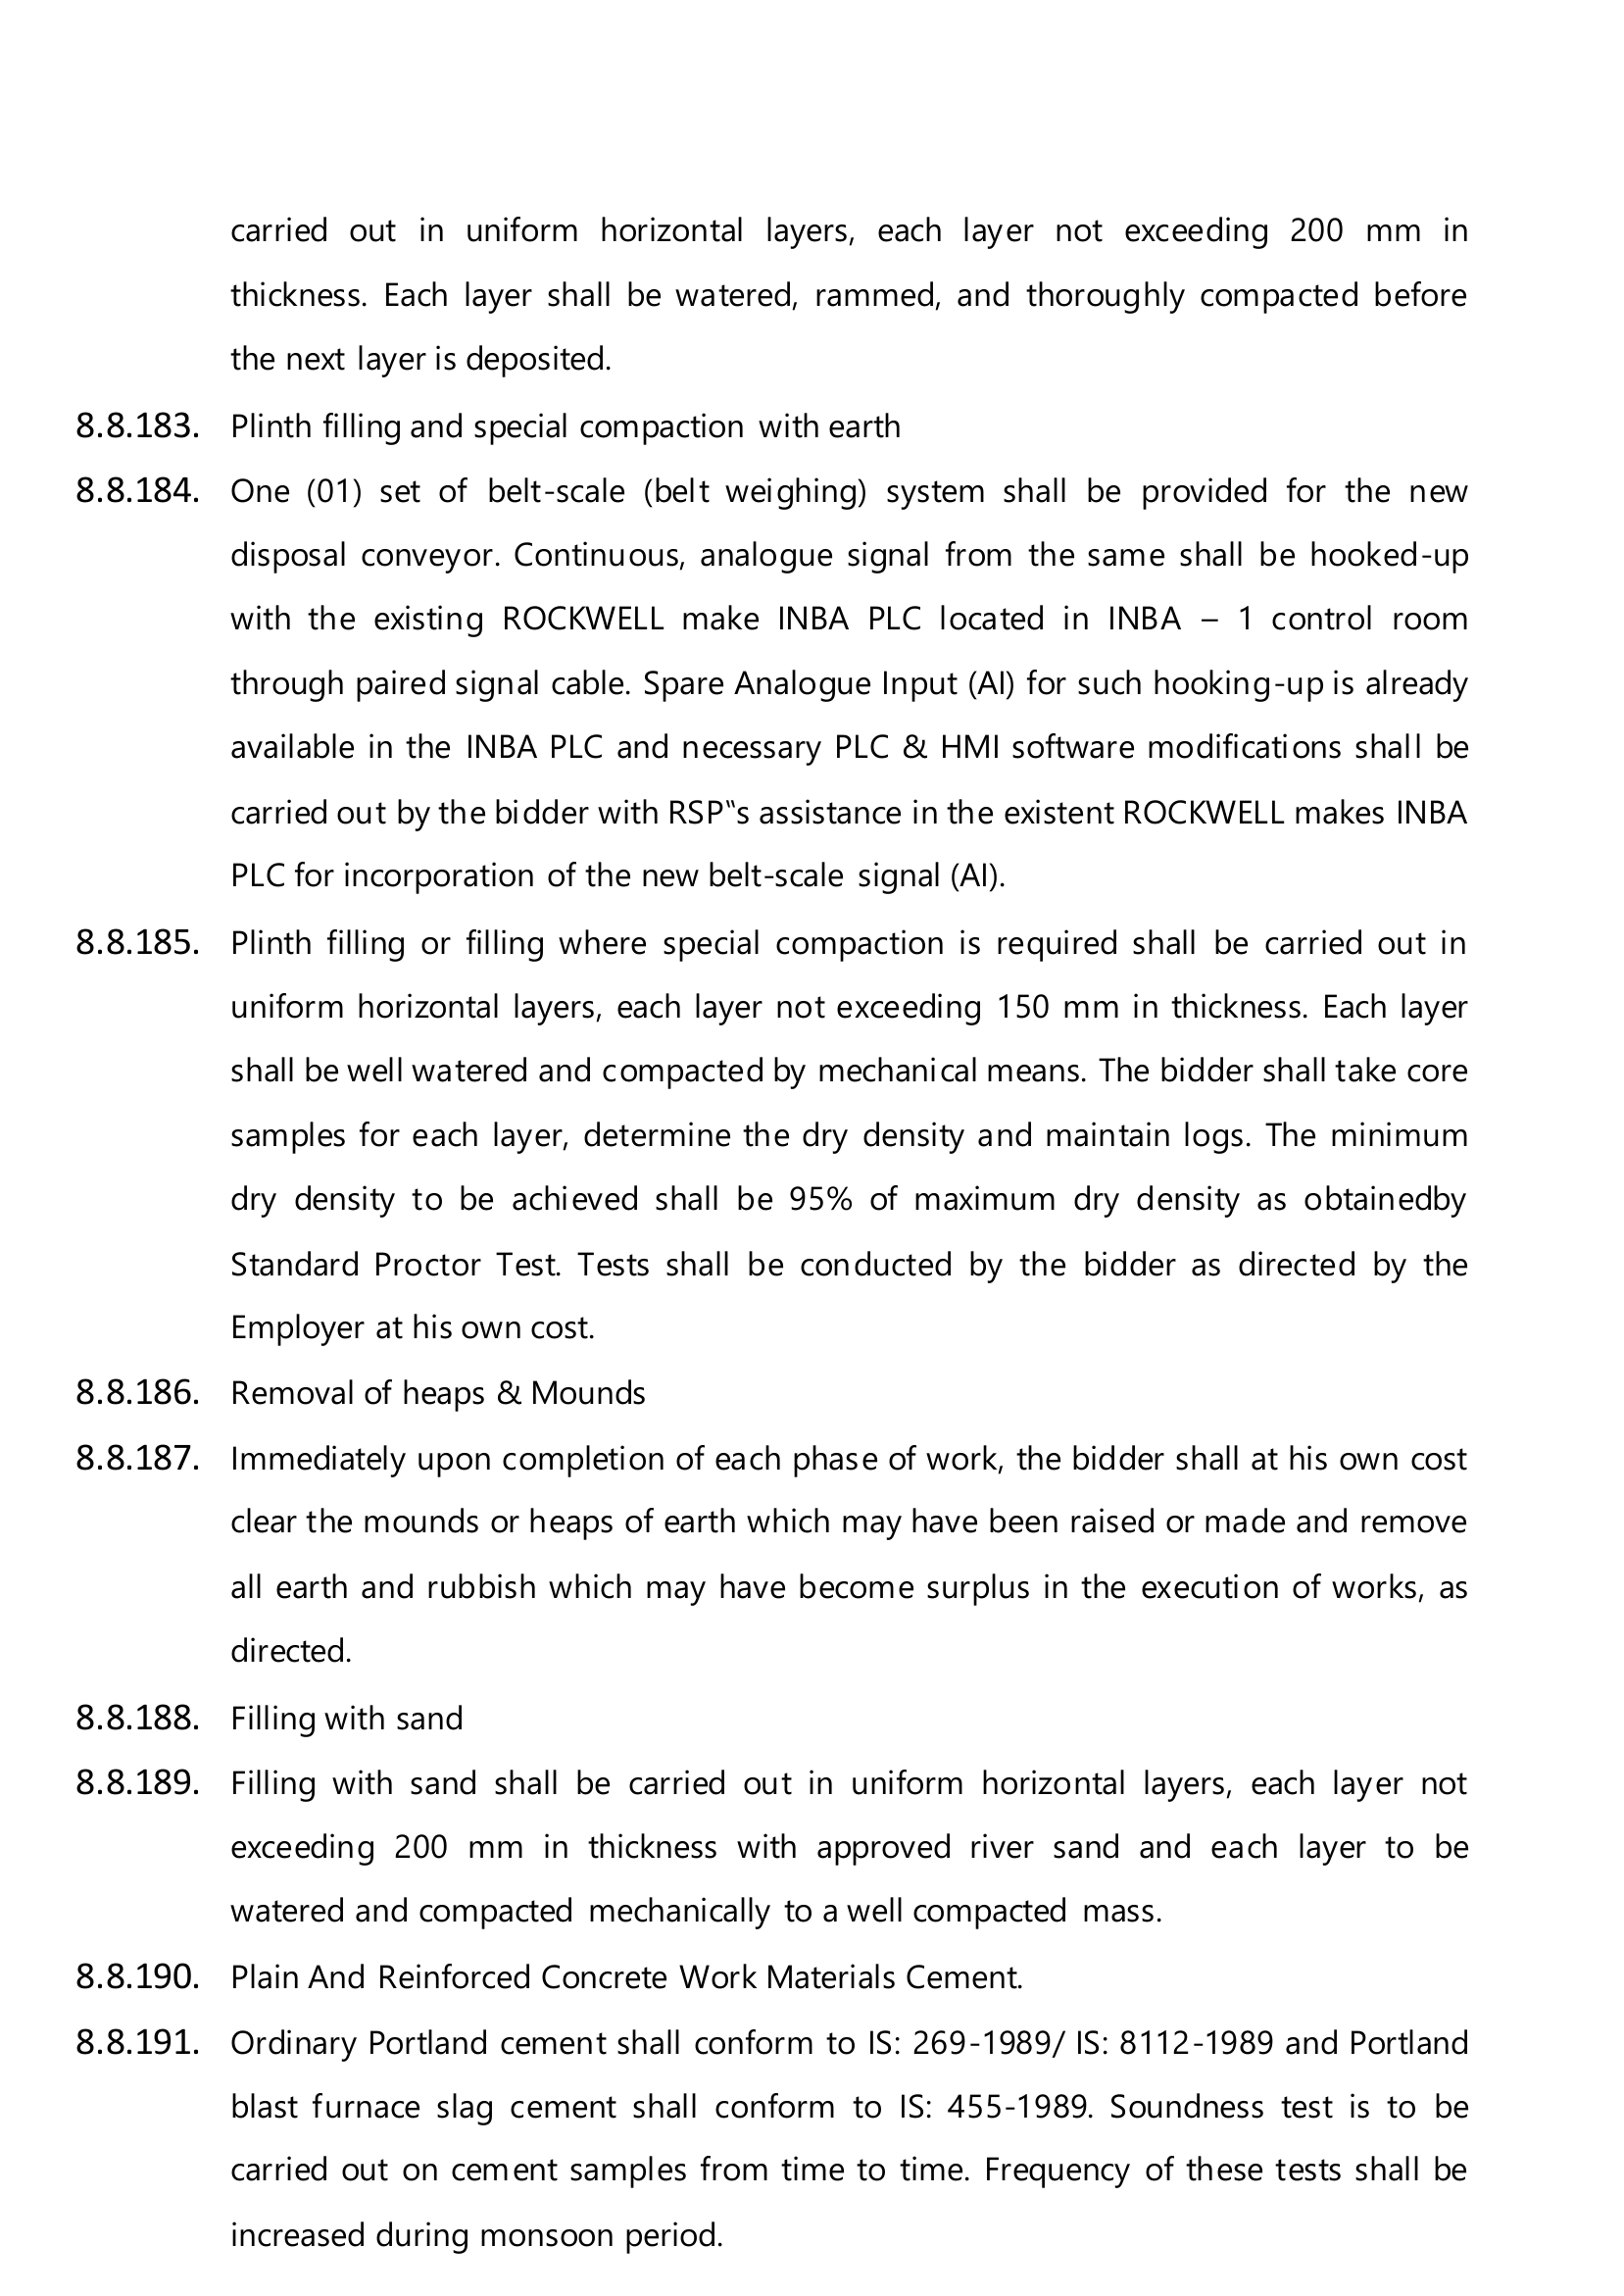 carried out in uniform horizontal layers, each layer not exceeding 200 mm in
thickness. Each layer shall be watered, rammed, and thoroughly compacted before
the next layer is deposited.
8.8.183. Plinth filling and special compaction with earth
8.8.184. One (01) set of belt-scale (belt weighing) system shall be provided for the new
disposal conveyor. Continuous, analogue signal from the same shall be hooked-up
with the existing ROCKWELL make INBA PLC located in INBA – 1 control room
through paired signal cable. Spare Analogue Input (AI) for such hooking-up is already
available in the INBA PLC and necessary PLC & HMI software modifications shall be
carried out by the bidder with RSP‟s assistance in the existent ROCKWELL makes INBA
PLC for incorporation of the new belt-scale signal (AI).
8.8.185. Plinth filling or filling where special compaction is required shall be carried out in
uniform horizontal layers, each layer not exceeding 150 mm in thickness. Each layer
shall be well watered and compacted by mechanical means. The bidder shall take core
samples for each layer, determine the dry density and maintain logs. The minimum
dry density to be achieved shall be 95% of maximum dry density as obtainedby
Standard Proctor Test. Tests shall be conducted by the bidder as directed by the
Employer at his own cost.
8.8.186. Removal of heaps & Mounds
8.8.187. Immediately upon completion of each phase of work, the bidder shall at his own cost
clear the mounds or heaps of earth which may have been raised or made and remove
all earth and rubbish which may have become surplus in the execution of works, as
directed.
8.8.188. Filling with sand
8.8.189. Filling with sand shall be carried out in uniform horizontal layers, each layer not
exceeding 200 mm in thickness with approved river sand and each layer to be
watered and compacted mechanically to a well compacted mass.
8.8.190. Plain And Reinforced Concrete Work Materials Cement.
8.8.191. Ordinary Portland cement shall conform to IS: 269-1989/ IS: 8112-1989 and Portland
blast furnace slag cement shall conform to IS: 455-1989. Soundness test is to be
carried out on cement samples from time to time. Frequency of these tests shall be
increased during monsoon period.